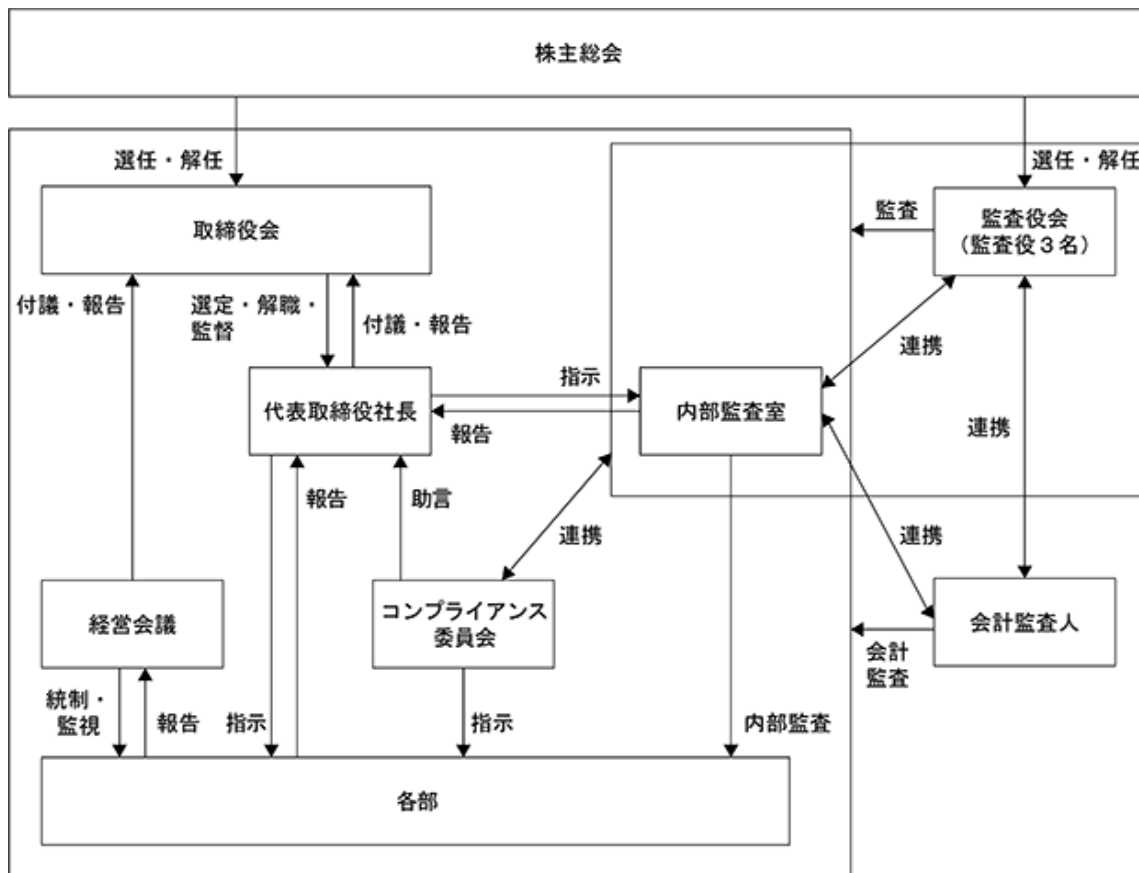 株主総会
選任・解任
選任・解任
取締役会
監査
監査役会
（監査役３名）
付議・報告
選定・解職・
監督
付議・報告
連携
指示
代表取締役社長
内部監査室
報告
連携
報告
助言
連携
連携
経営会議
コンプライアンス
委員会
会計監査人
会計
監査
統制・
監視
報告
指示
指示
内部監査
各部